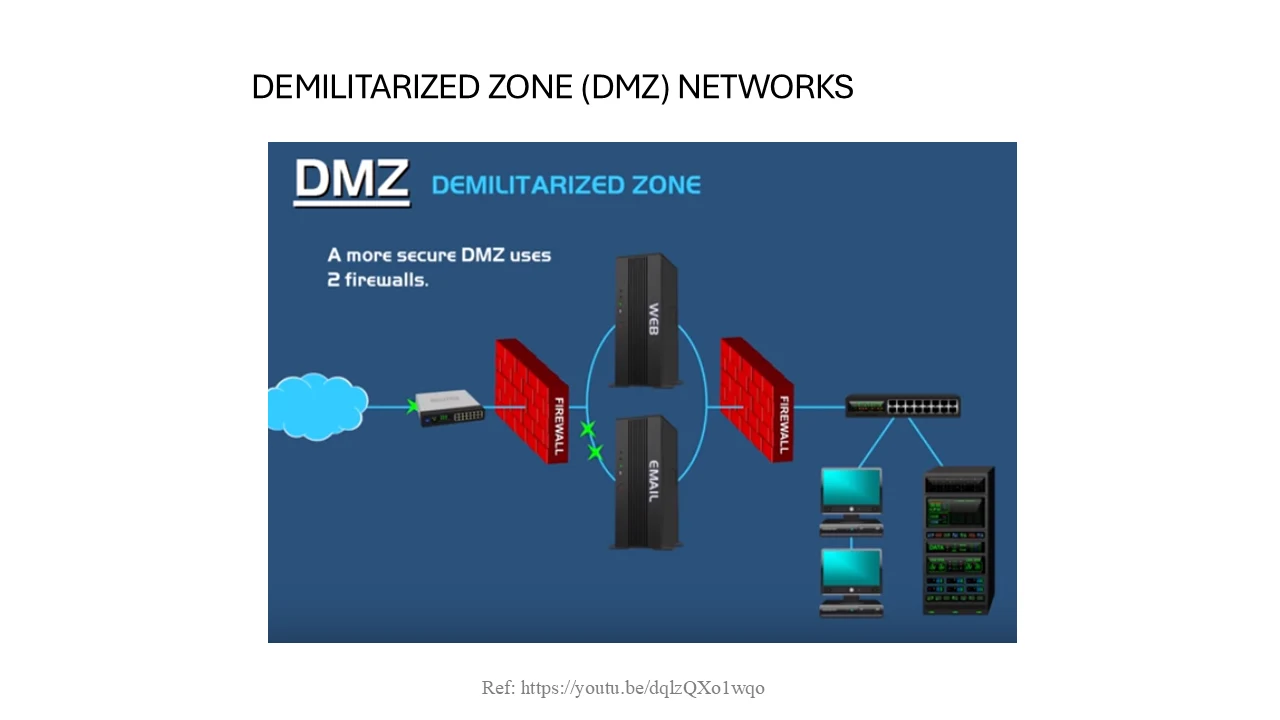 DEMILITARIZED ZONE (DMZ) NETWORKS
DMZ DEMILITARIZED ZONE
A more secure DMZ uses
2 firewalls.
WEB
FIREWALL
FIREWALL
EMAIL
DATA
Ref: https://youtu.be/dqlzQXo1wqo